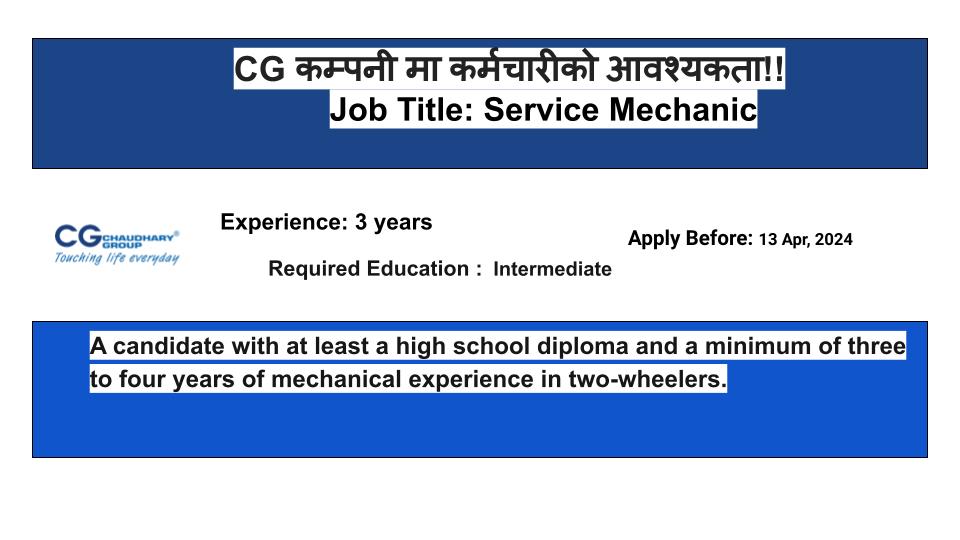 CG कम्पनी मा कर्मचारीको आवश्यकता!!
Job Title: Service Mechanic
Experience: 3 years
Apply Before: 13 Apr, 2024
CG CHAUDHARY GROUP®
Touching life everyday
Required Education : Intermediate
A candidate with at least a high school diploma and a minimum of three
to four years of mechanical experience in two-wheelers.